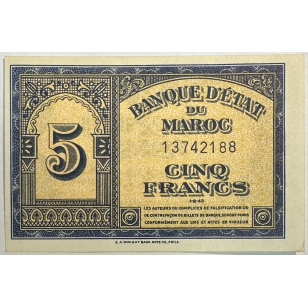 BANQUE D'ÉTAT
DU
MAROC
13742188
5
CINQ
FRANCS
1943
LES AUTEURS OU COMPLICES DE FALSIFICATION OU
DE CONTREFAÇON DE BILLETS DE BANQUE SERONT PUNIS
CONFORMÉMENT AUX LOIS ET ACTES EN VIGUEUR
E. A. WRIGHT BANK NOTE CO. PHILA.